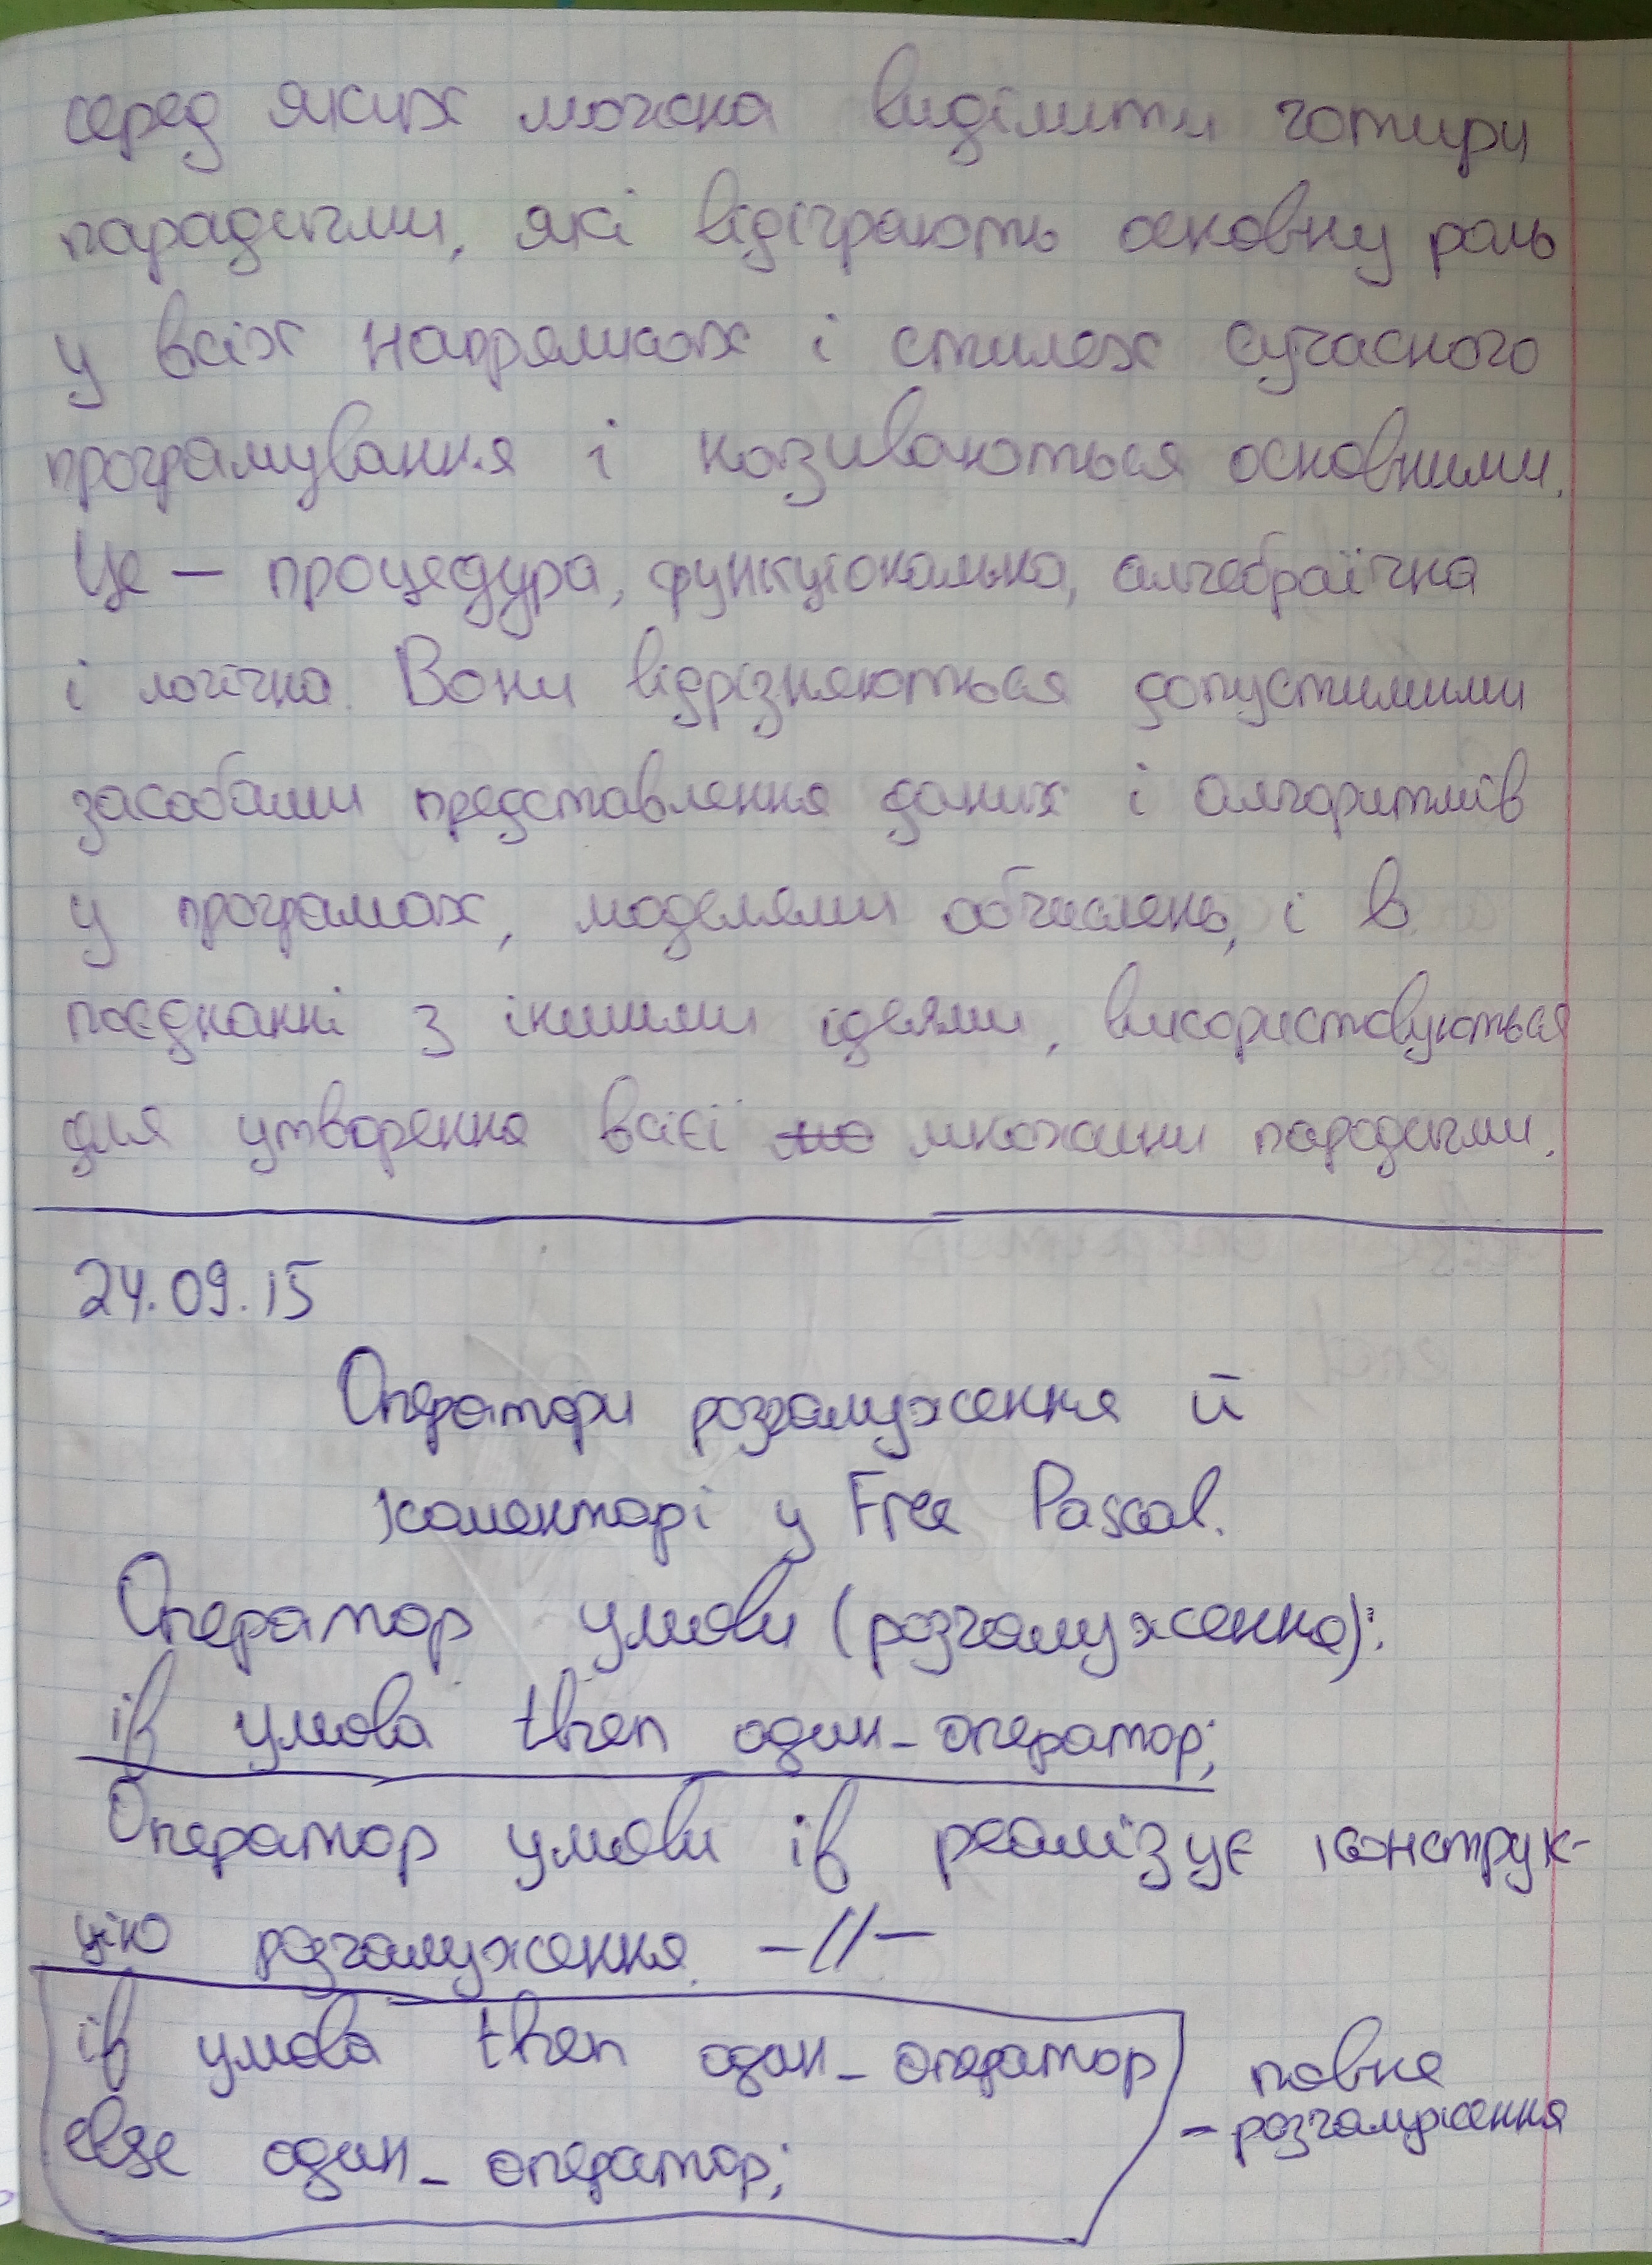 серед яких можна виділити чотири
парадигми, які відіграють основну роль
у всіх напрямках і стилях сучасного
програмування і називаються основними.
Це — процедура, функціональна, алгебраїчна
і логічна. Вони відрізняються допустимими
засобами представлення даних і алгоритмів
у програмах, моделями обчислень, і в
поєднанні з іншими ідеями, використовуються
для утворення всієї множини парадигми.
24.09.15
Оператори розгалуження й
коментарі у Free Pascal.
Оператор умови (розгалуження):
if умова then один_оператор;
Оператор умови if реалізує конструк-
цію розгалуження. —//—
if умова then один_оператор
else один_оператор;
повне
- розгалуження